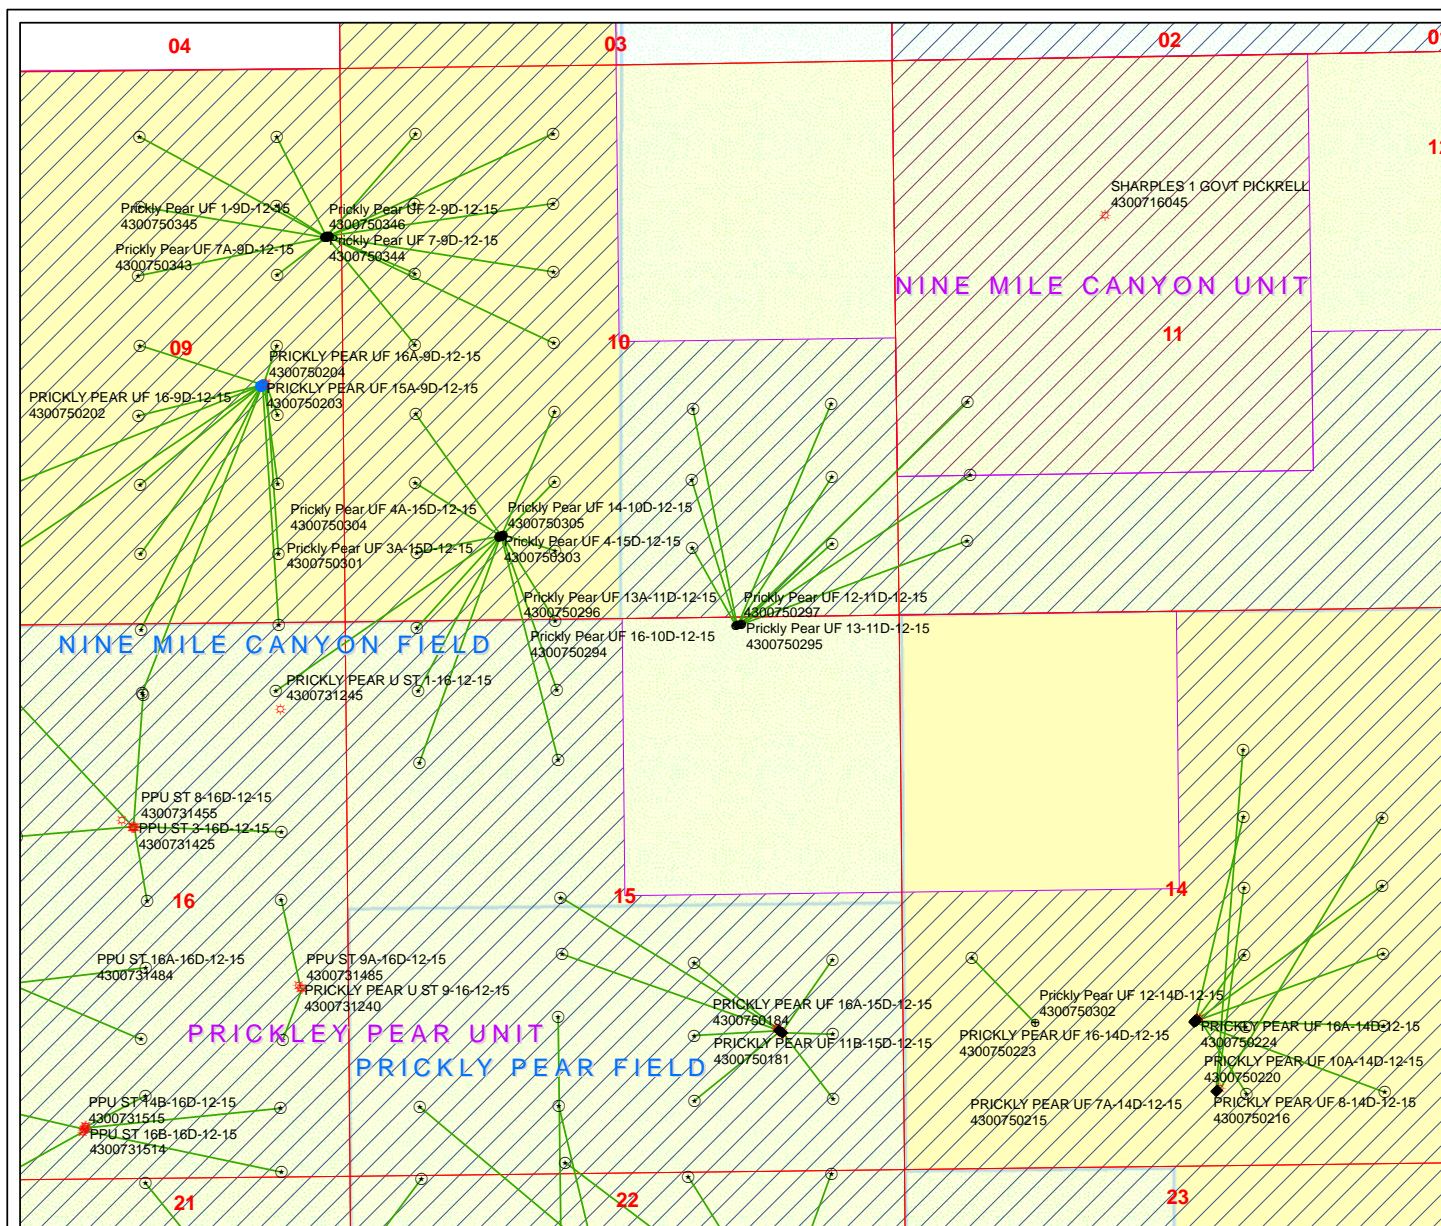 04
03
02
Prickly Pear UF 1-9D-12-15
4300750345
Prickly Pear UF 2-9D-12-15
4300750346
Prickly Pear UF 7A-9D-12-15
4300750343
Prickly Pear UF 7-9D-12-15
4300750344
SHARPLES 1 GOVT PICKRELL
4300716045
NINE MILE CANYON UNIT
09
10
11
PRICKLY PEAR UF 16A-9D-12-15
4300750204
PRICKLY PEAR UF 15A-9D-12-15
4300750203
PRICKLY PEAR UF 16-9D-12-15
4300750202
Prickly Pear UF 4A-15D-12-15
4300750304
Prickly Pear UF 14-10D-12-15
4300750305
Prickly Pear UF 3A-15D-12-15
4300750301
Prickly Pear UF 4-15D-12-15
4300750303
Prickly Pear UF 13A-11D-12-15
4300750296
Prickly Pear UF 12-11D-12-15
4300750297
Prickly Pear UF 16-10D-12-15
4300750294
Prickly Pear UF 13-11D-12-15
4300750295
NINE MILE CANYON FIELD
PRICKLY PEAR U ST 1-16-12-15
4300731245
PPU ST 8-16D-12-15
4300731455
PPU ST 3-16D-12-15
4300731425
16
15
14
PPU ST 16A-16D-12-15
4300731484
PPU ST 9A-16D-12-15
4300731485
PRICKLY PEAR U ST 9-16-12-15
4300731240
PRICKLEY PEAR UNIT
PRICKLY PEAR FIELD
PRICKLY PEAR UF 16A-15D-12-15
4300750184
PRICKLY PEAR UF 11B-15D-12-15
4300750181
Prickly Pear UF 12-14D-12-15
4300750302
PRICKLY PEAR UF 16-14D-12-15
4300750223
PRICKLY PEAR UF 16A-14D-12-15
4300750224
PRICKLY PEAR UF 10A-14D-12-15
4300750220
PRICKLY PEAR UF 7A-14D-12-15
4300750215
PRICKLY PEAR UF 8-14D-12-15
4300750216
PPU ST 14B-16D-12-15
4300731515
PPU ST 16B-16D-12-15
4300731514
21
22
23